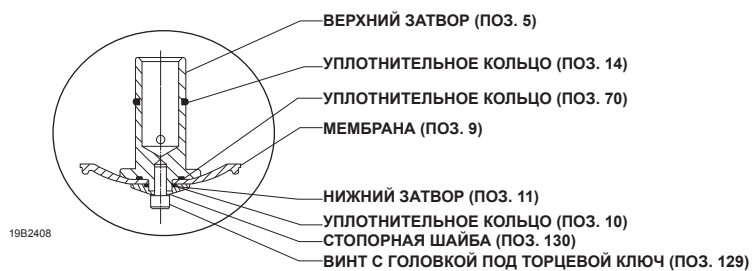 ВЕРХНИЙ ЗАТВОР (ПОЗ. 5)
УПЛОТНИТЕЛЬНОЕ КОЛЬЦО (ПОЗ. 14)
УПЛОТНИТЕЛЬНОЕ КОЛЬЦО (ПОЗ. 70)
МЕМБРАНА (ПОЗ. 9)
НИЖНИЙ ЗАТВОР (ПОЗ. 11)
УПЛОТНИТЕЛЬНОЕ КОЛЬЦО (ПОЗ. 10)
19B2408
СТОПОРНАЯ ШАЙБА (ПОЗ. 130)
ВИНТ С ГОЛОВКОЙ ПОД ТОРЦЕВОЙ КЛЮЧ (ПОЗ. 129)